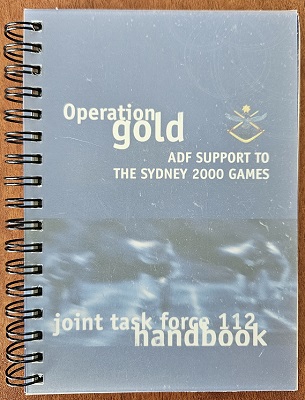 Operation
gold
ADF SUPPORT TO
THE SYDNEY 2000 GAMES
joint task force 112
handbook